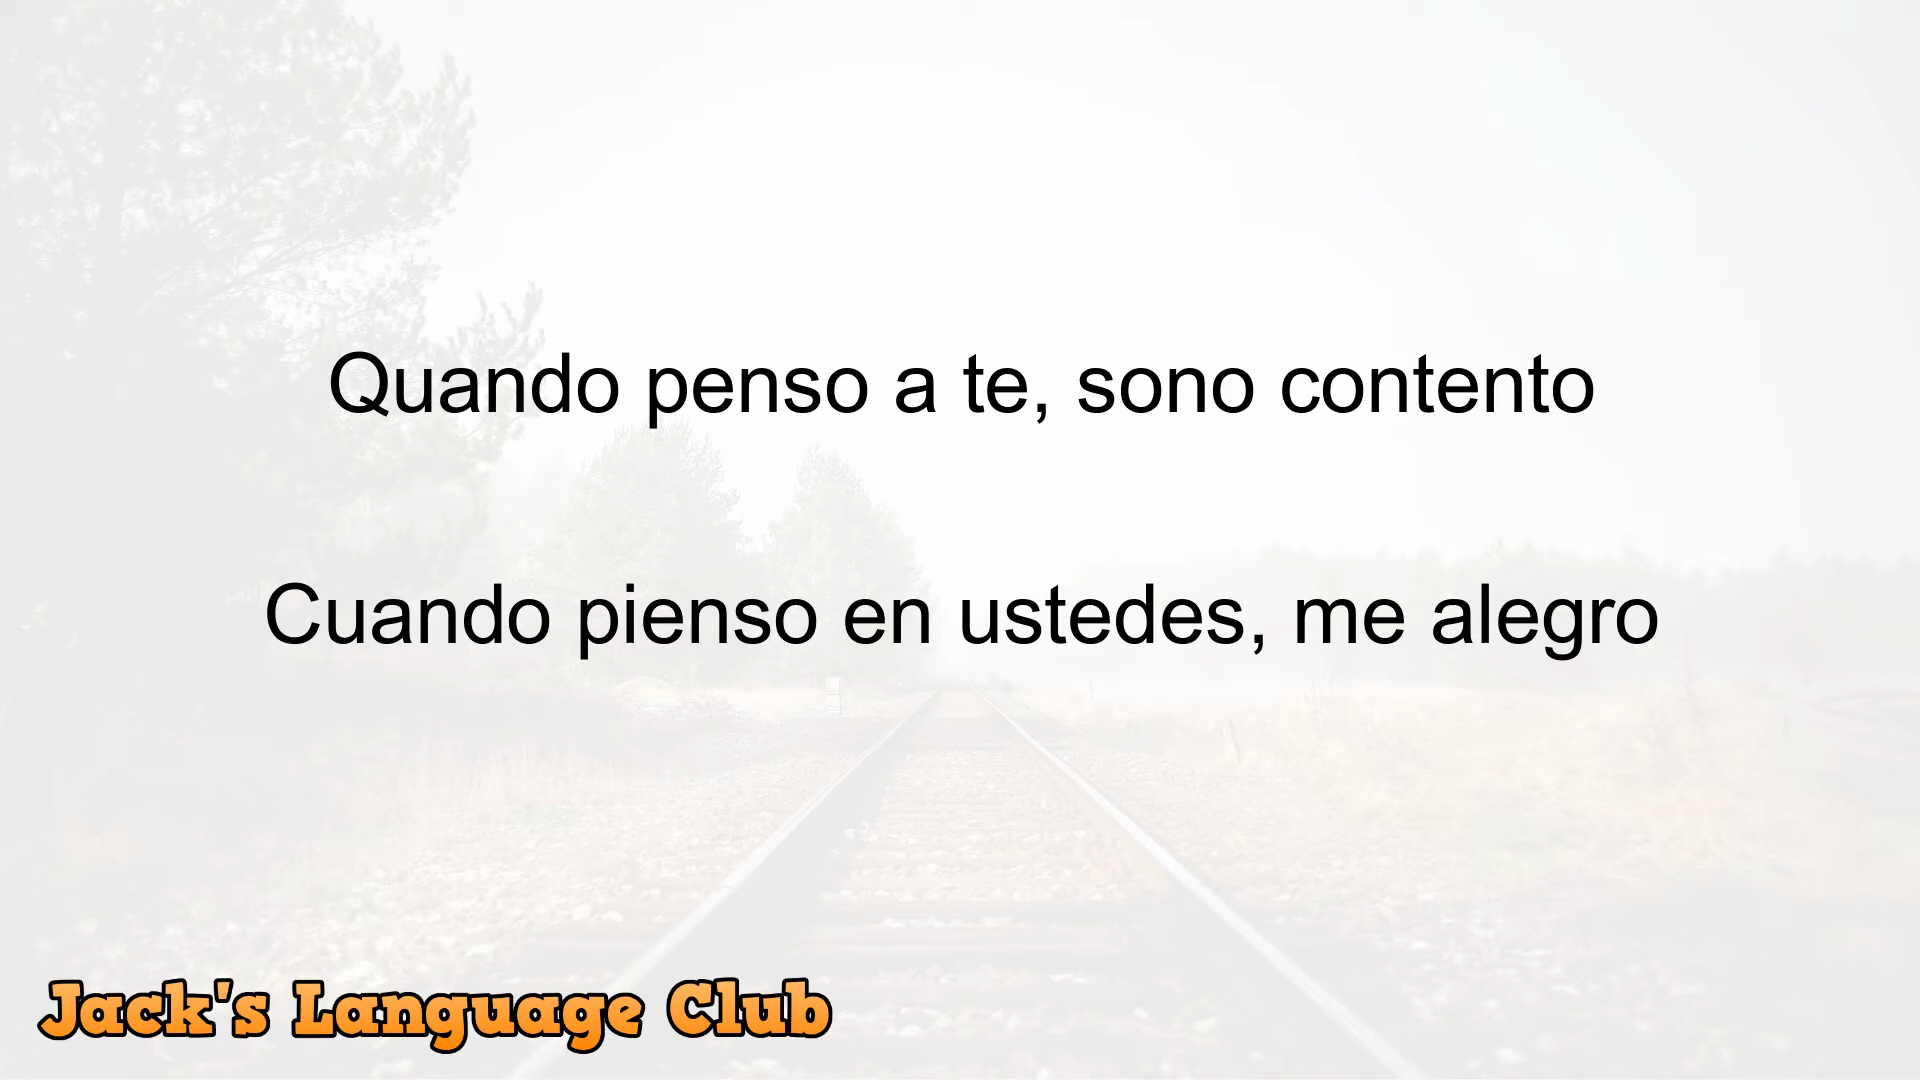 Quando penso a te, sono contento
Cuando pienso en ustedes, me alegro
Jack's Language Club